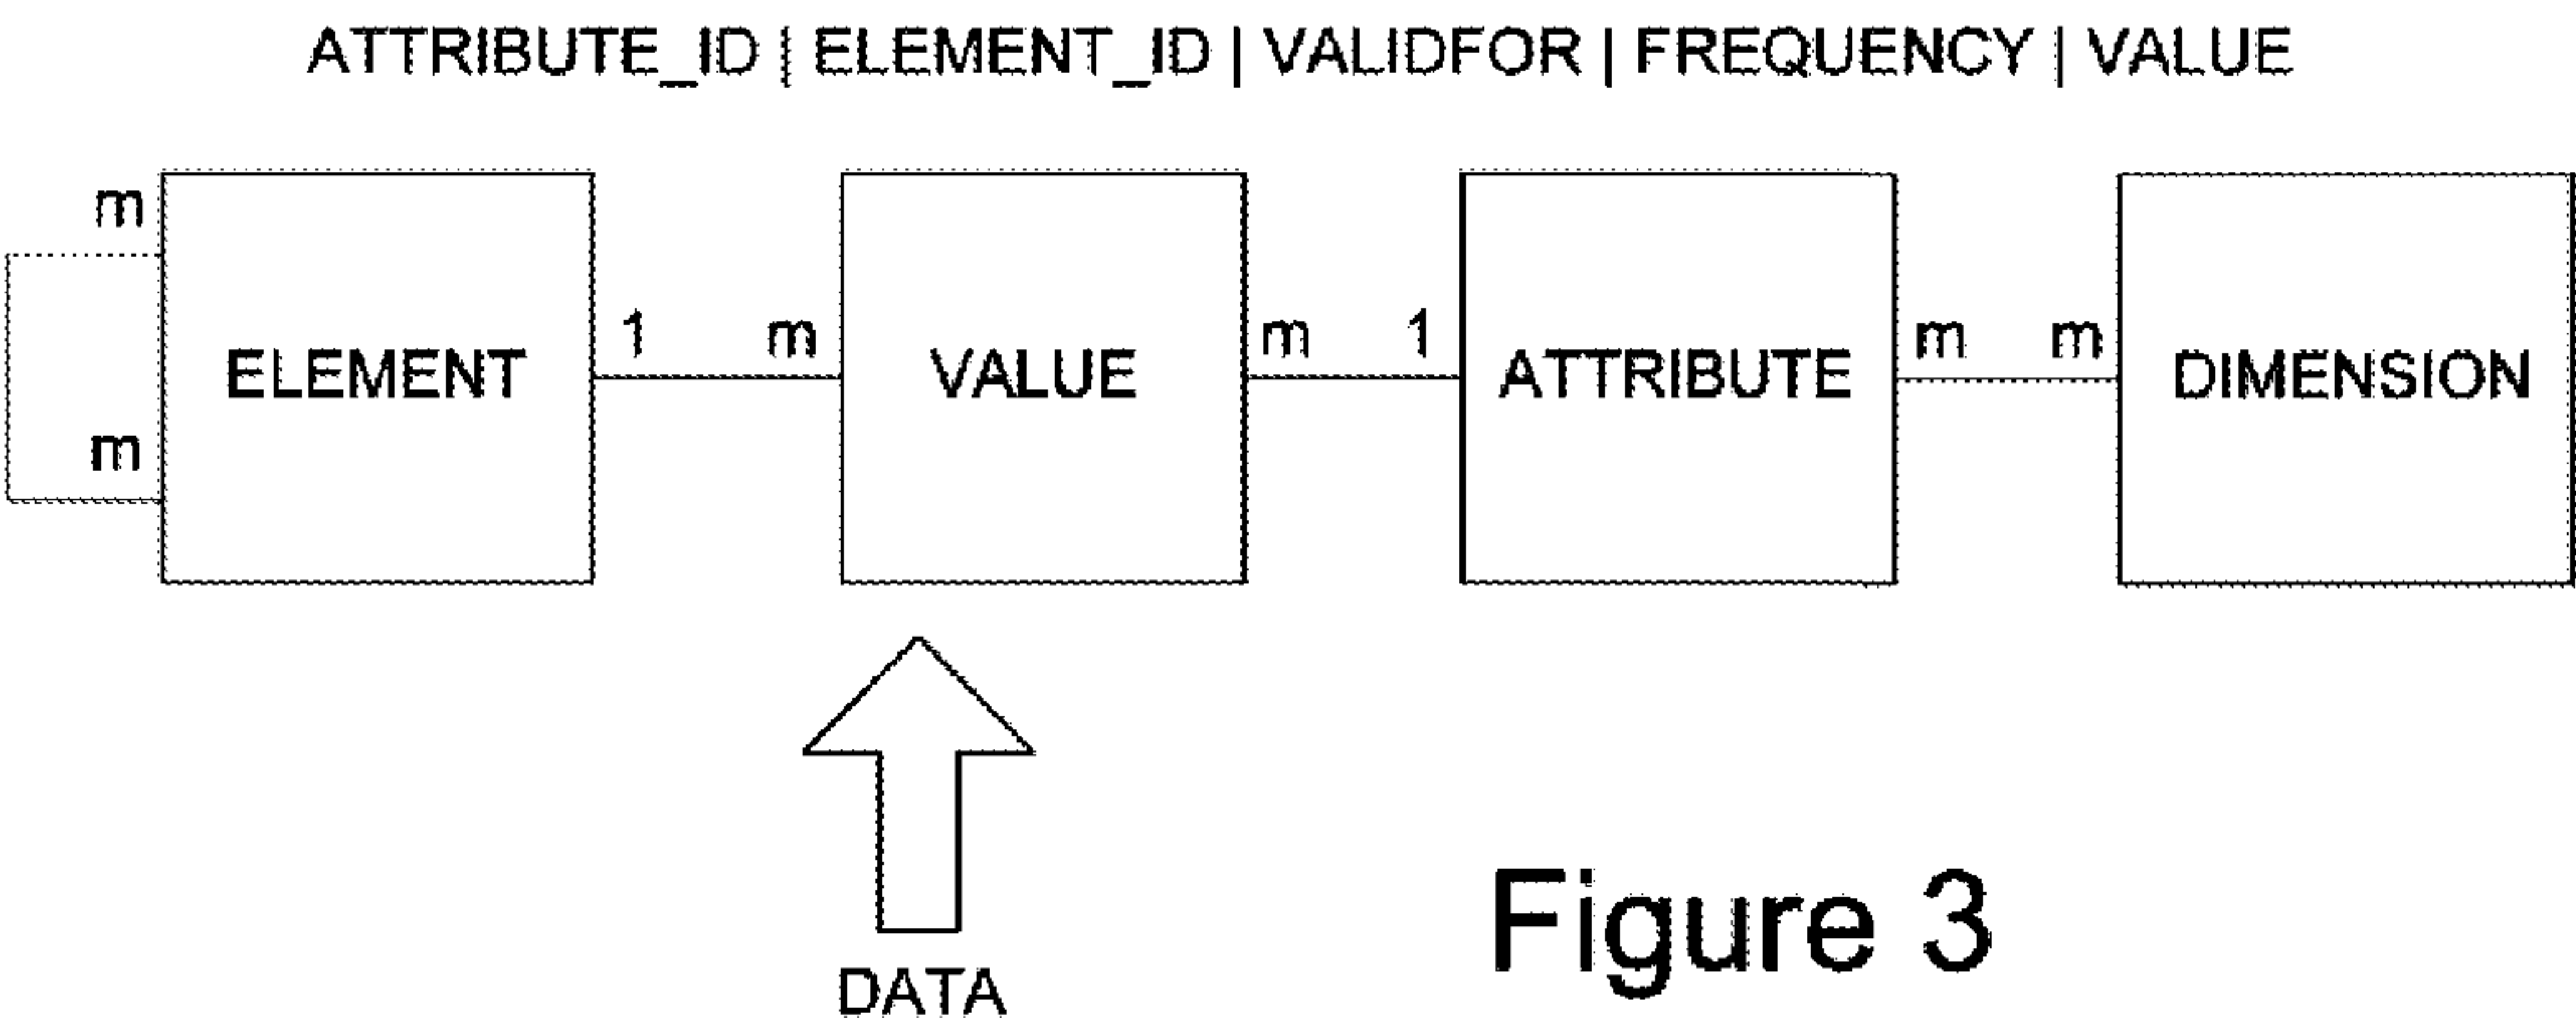 ATTRIBUTE_ID | ELEMENT_ID | VALIDFOR | FREQUENCY | VALUE
m
1 m m 1 m m
ELEMENT VALUE ATTRIBUTE DIMENSION
m
DATA
Figure 3